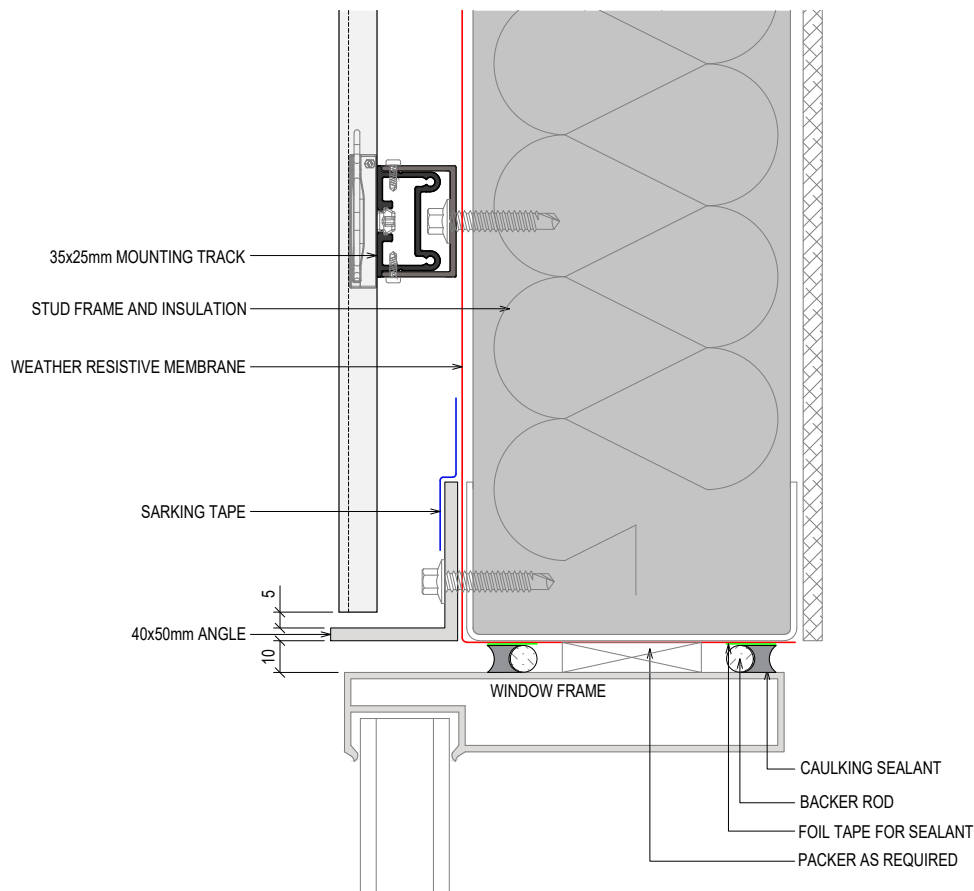 35x25mm MOUNTING TRACK
STUD FRAME AND INSULATION
WEATHER RESISTIVE MEMBRANE
SARKING TAPE
5
40x50mm ANGLE
10
WINDOW FRAME
CAULKING SEALANT
BACKER ROD
FOIL TAPE FOR SEALANT
PACKER AS REQUIRED